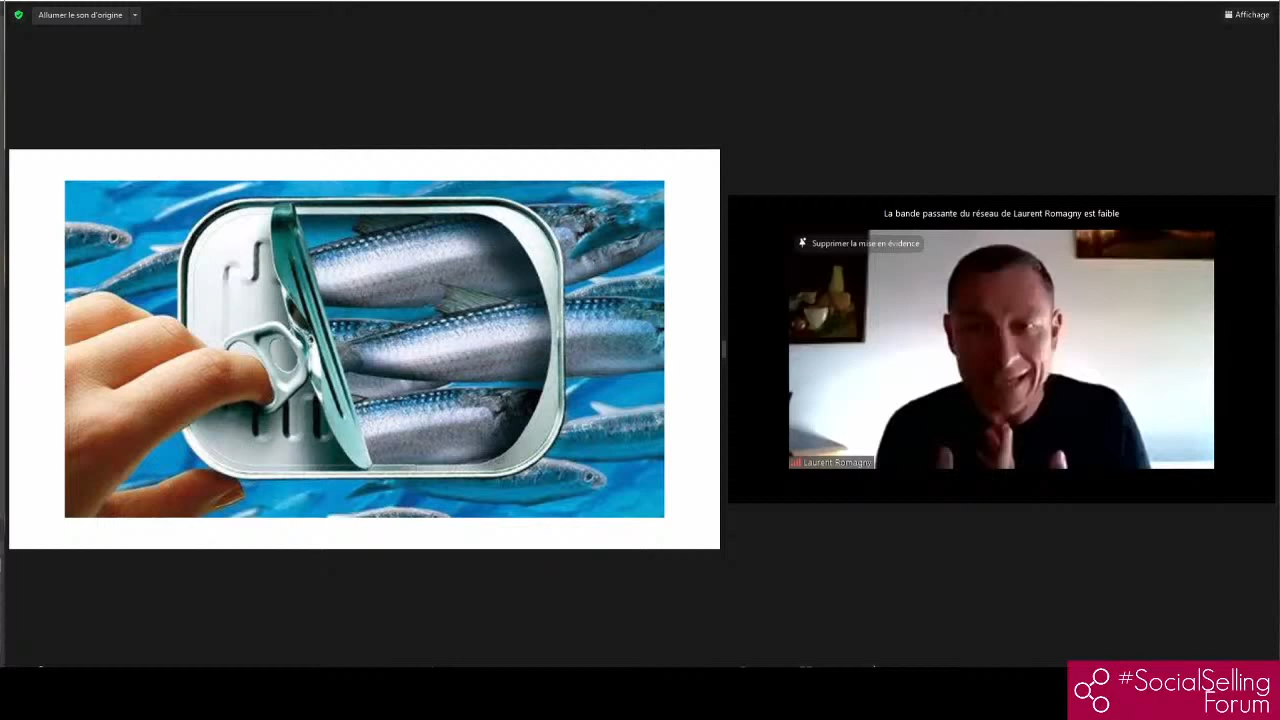 Allumer le son d'origine
Affichage
La bande passante du réseau de Laurent Romagny est faible
Supprimer la mise en évidence
Laurent Romagny
#SocialSelling
Forum